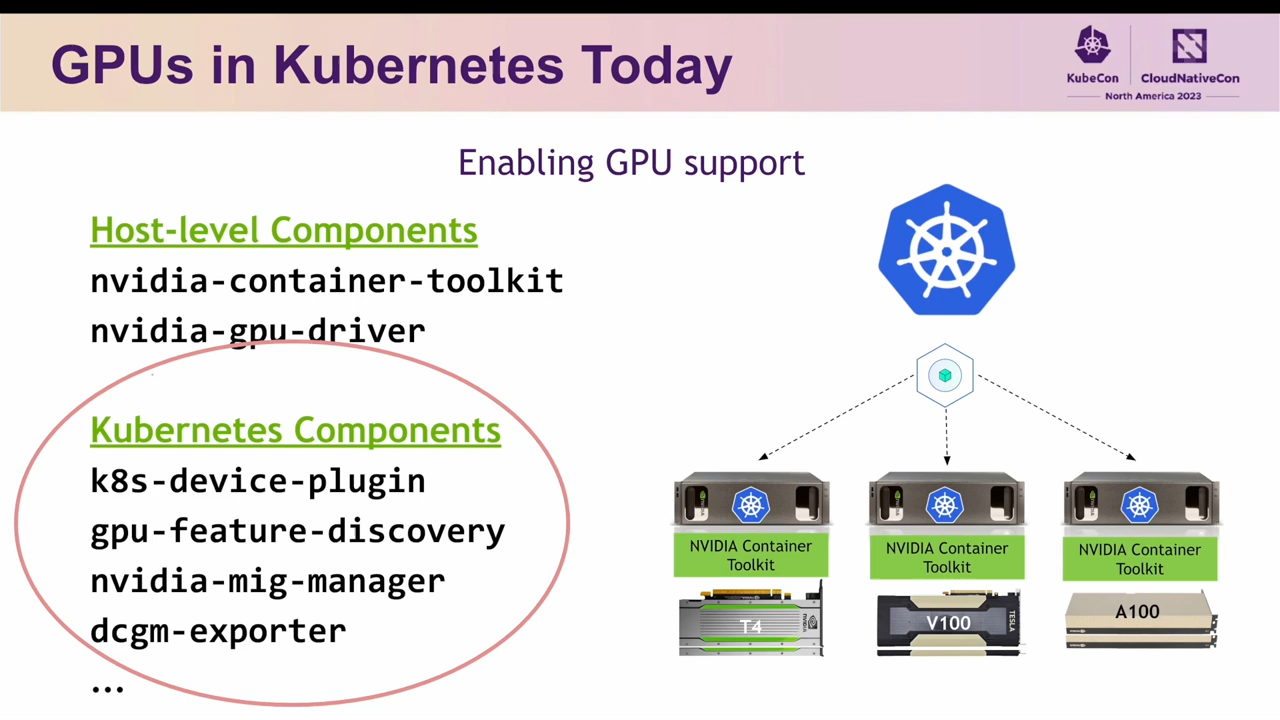 GPUs in Kubernetes Today
KubeCon
CloudNativeCon
North America 2023
Enabling GPU support
Host-level Components
nvidia-container-toolkit
nvidia-gpu-driver
Kubernetes Components
k8s-device-plugin
gpu-feature-discovery
nvidia-mig-manager
dcgm-exporter
...
NVIDIA Container
Toolkit
NVIDIA Container
Toolkit
NVIDIA Container
Toolkit
T4
NVIDIA
V100
TESLA
A100